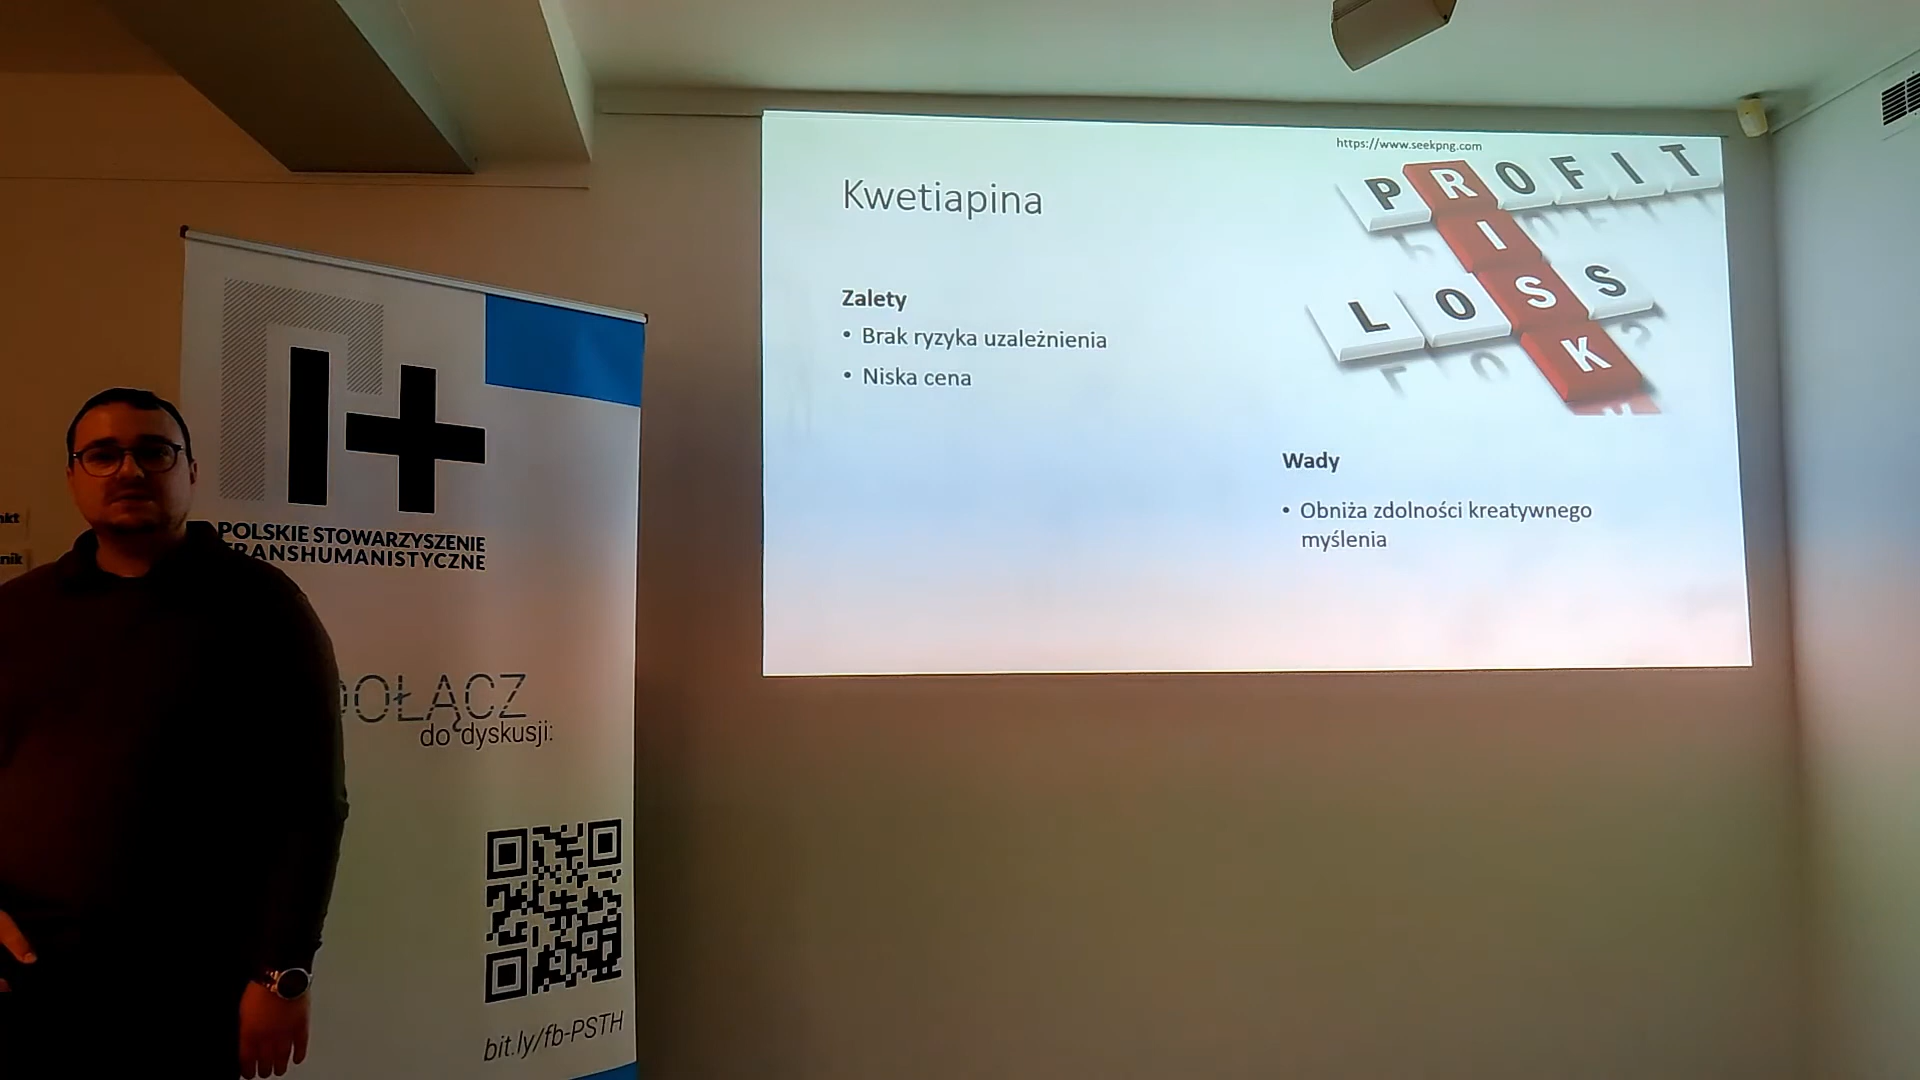 https://www.seekpng.com
PROFIT
RISK
LOSS
Kwetiapina
Zalety
• Brak ryzyka uzależnienia
• Niska cena
Wady
• Obniża zdolności kreatywnego
myślenia
H+
POLSKIE STOWARZYSZENIE
TRANSHUMANISTYCZNE
DOŁĄCZ
do dyskusji:
bit.ly/fb-PSTH